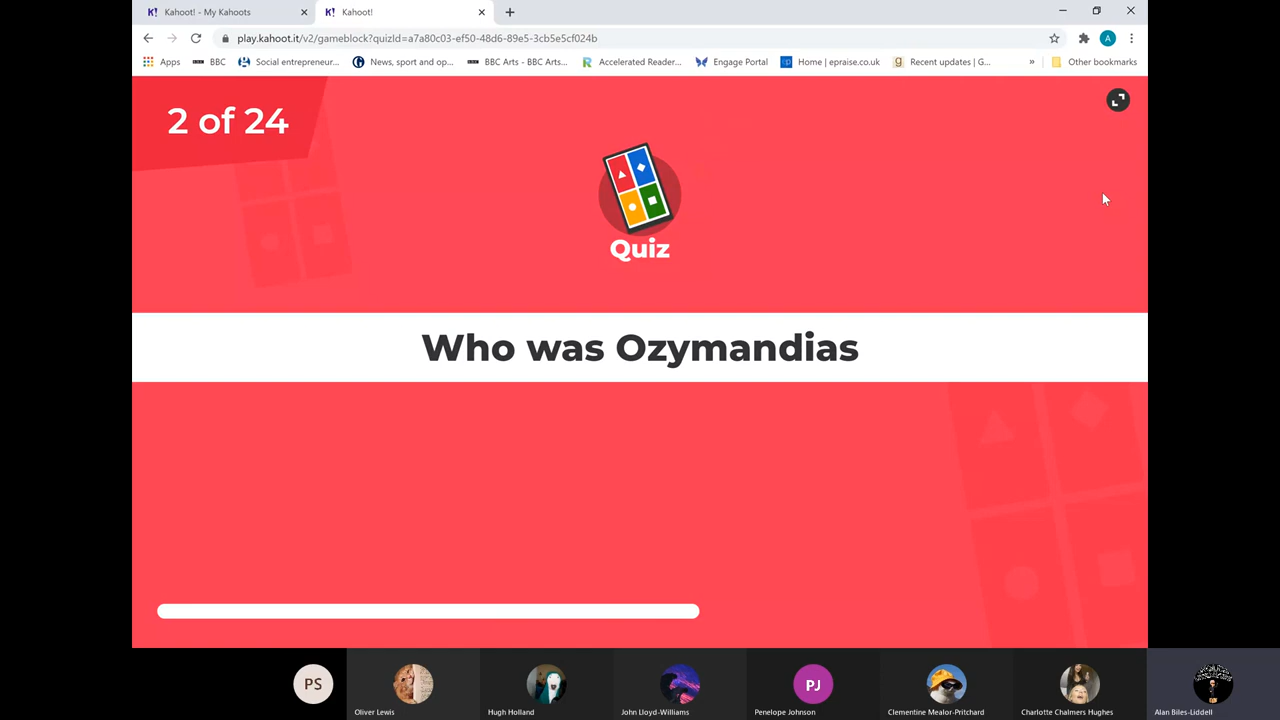 K! Kahoot! - My Kahoots
K! Kahoot!
play.kahoot.it/v2/gameblock?quizId=a7a80c03-ef50-48d6-89e5-3cb5e5cf024b
A
Apps
BBC BBC
Social entrepreneur...
News, sport and op...
BBC BBC Arts - BBC Arts...
R Accelerated Reader...
Engage Portal
ep Home | epraise.co.uk
g Recent updates | G...
»
Other bookmarks
2 of 24
Quiz
Who was Ozymandias
PS
PJ
Oliver Lewis
Hugh Holland
John Lloyd-Williams
Penelope Johnson
Clementine Mealor-Pritchard
Charlotte Chalmers Hughes
Alan Biles-Liddell